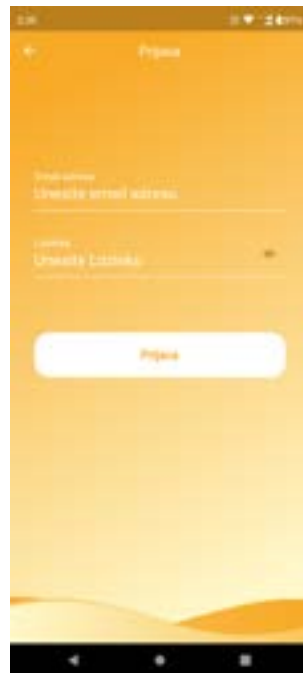 Prijava
Email adresa
Unesite email adresu
Lozinka
Unesite Lozinku
Prijava